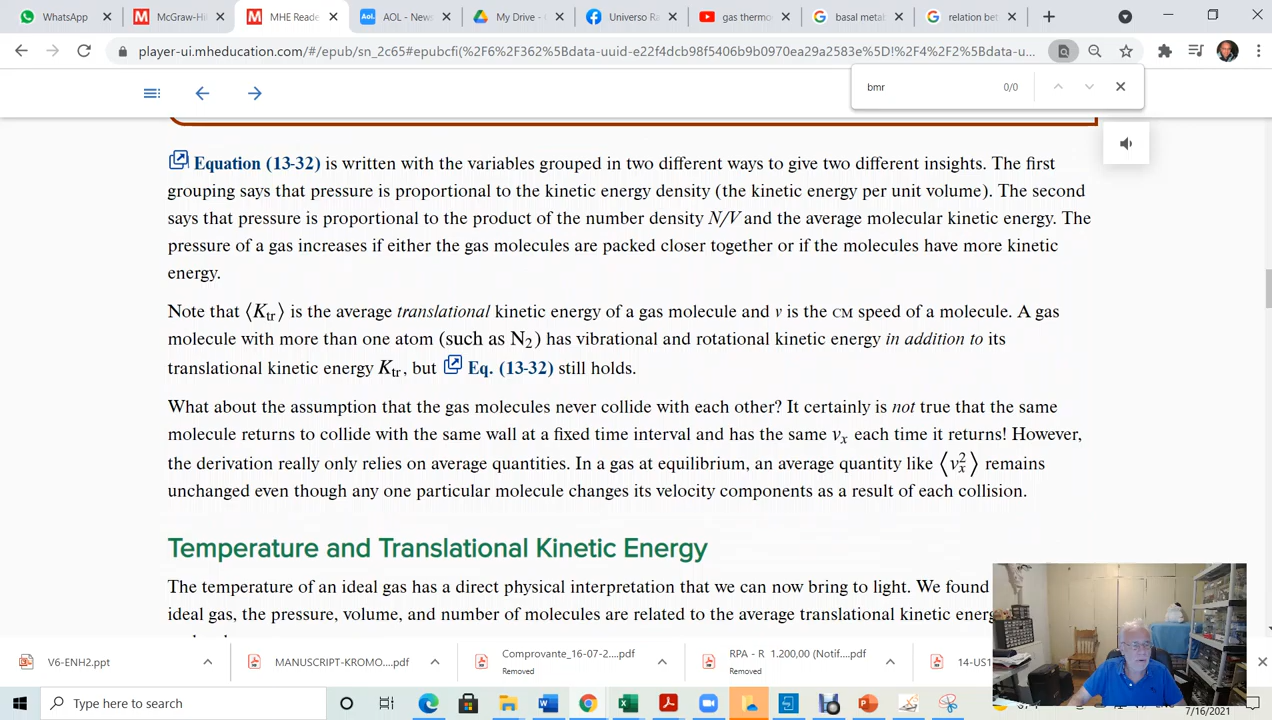 WhatsApp
McGraw-Hi
MHE Reade
AOL - News
My Drive -
Universo Ra
gas thermo
basal metab
relation bet
player-ui.mheducation.com/#/epub/sn_2c65#epubcfi(%2F6%2F362%5Bdata-uuid-e22f4dcb98f5406b9b0970ea2922583e%5D!%2F4%2F2%5Bdata-u...
bmr 0/0
Equation (13-32) is written with the variables grouped in two different ways to give two different insights. The first
grouping says that pressure is proportional to the kinetic energy density (the kinetic energy per unit volume). The second
says that pressure is proportional to the product of the number density N/V and the average molecular kinetic energy. The
pressure of a gas increases if either the gas molecules are packed closer together or if the molecules have more kinetic
energy.
Note that ⟨Ktr⟩ is the average translational kinetic energy of a gas molecule and v is the CM speed of a molecule. A gas
molecule with more than one atom (such as N2) has vibrational and rotational kinetic energy in addition to its
translational kinetic energy Ktr, but Eq. (13-32) still holds.
What about the assumption that the gas molecules never collide with each other? It certainly is not true that the same
molecule returns to collide with the same wall at a fixed time interval and has the same vx each time it returns! However,
the derivation really only relies on average quantities. In a gas at equilibrium, an average quantity like ⟨vx²⟩ remains
unchanged even though any one particular molecule changes its velocity components as a result of each collision.
Temperature and Translational Kinetic Energy
The temperature of an ideal gas has a direct physical interpretation that we can now bring to light. We found
ideal gas, the pressure, volume, and number of molecules are related to the average translational kinetic energ
V6-ENH2.ppt
MANUSCRIPT-KROMO....pdf
Comprovante_16-07-2....pdf
Removed
RPA - R 1.200,00 (Notif....pdf
Removed
14-US1
Type here to search
7/16/2021